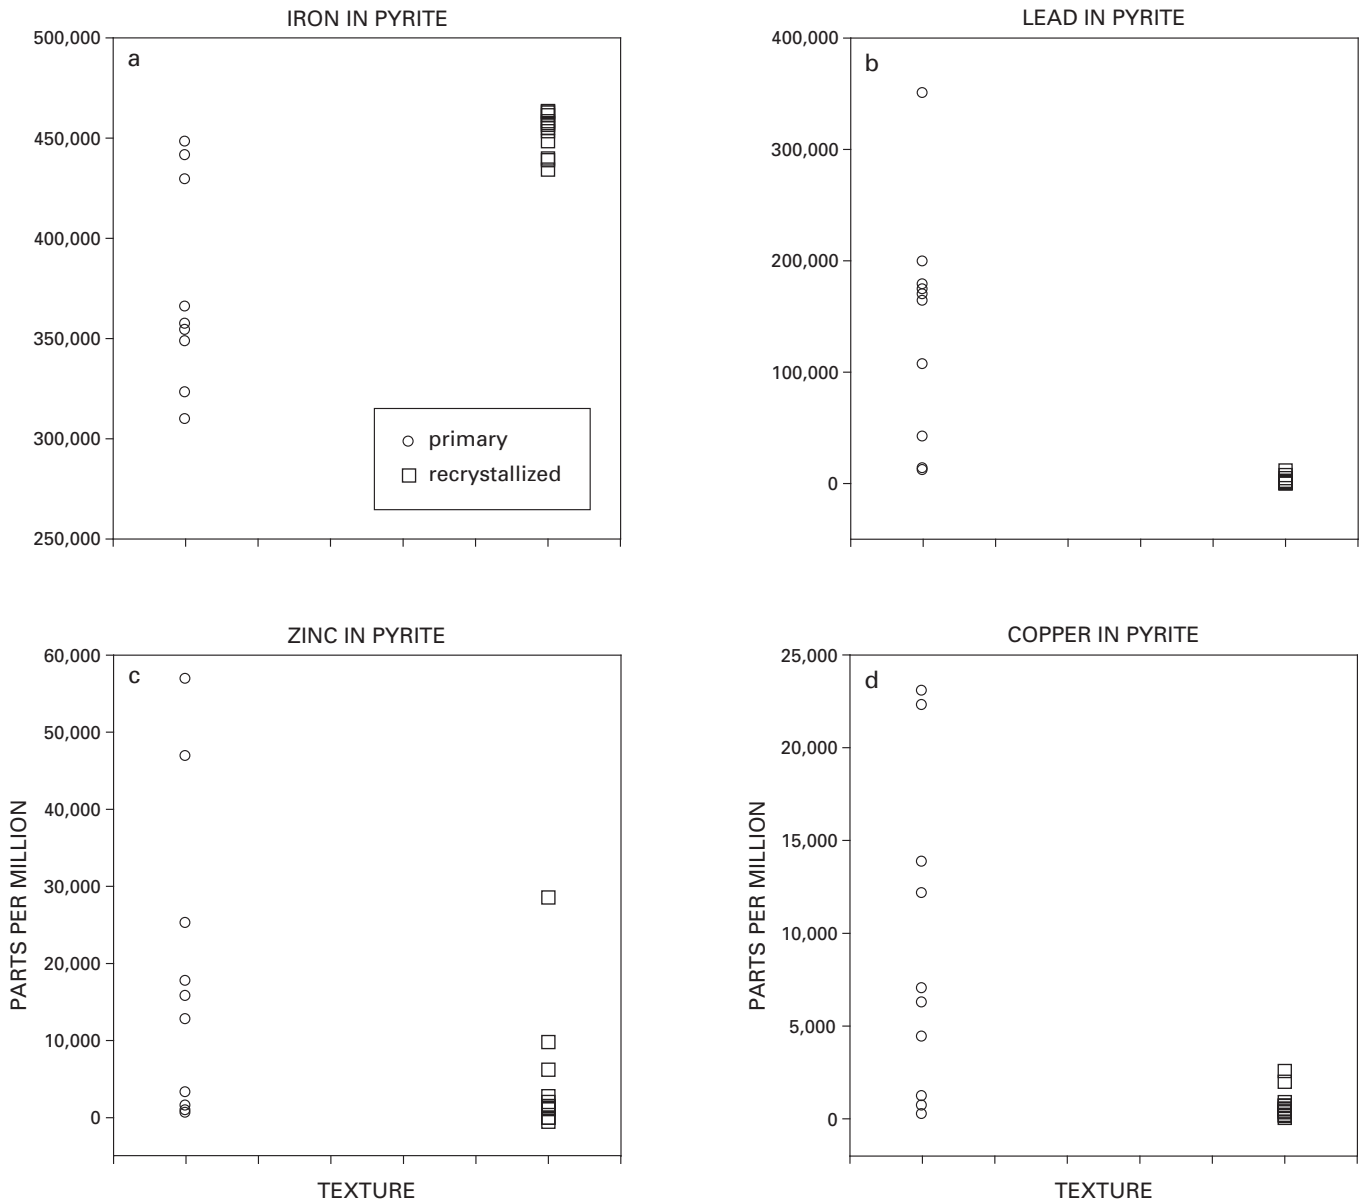 IRON IN PYRITE
500,000
a
450,000
400,000
350,000
300,000
250,000
primary
recrystallized
LEAD IN PYRITE
400,000
b
300,000
200,000
100,000
0
ZINC IN PYRITE
60,000
c
50,000
40,000
30,000
20,000
10,000
0
PARTS PER MILLION
TEXTURE
COPPER IN PYRITE
25,000
d
20,000
15,000
10,000
5,000
0
PARTS PER MILLION
TEXTURE